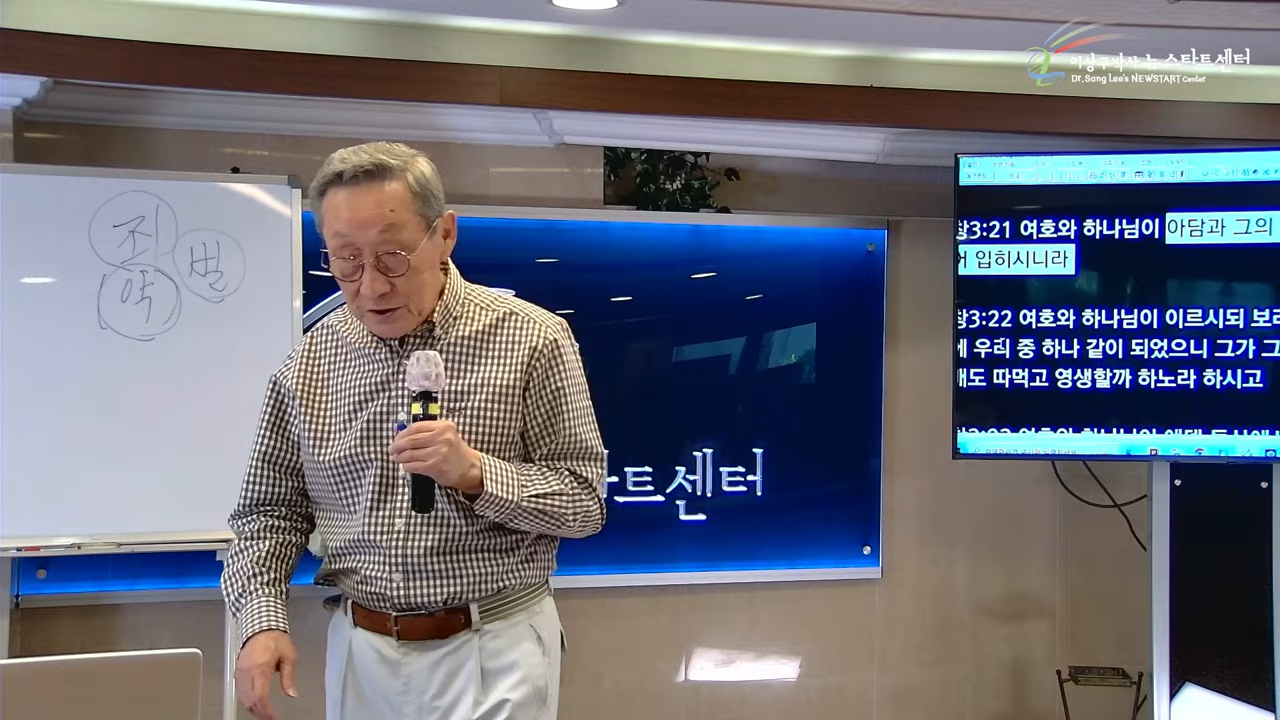 이상구박사 뉴스타트센터
Dr. Sang Lee's NEWSTART Center
죄
벌
악
타트센터
창3:21 여호와 하나님이 아담과 그의
어 입히시니라
창3:22 여호와 하나님이 이르시되 보라
에 우리 중 하나 같이 되었으니 그가 그
매도 따먹고 영생할까 하노라 하시고